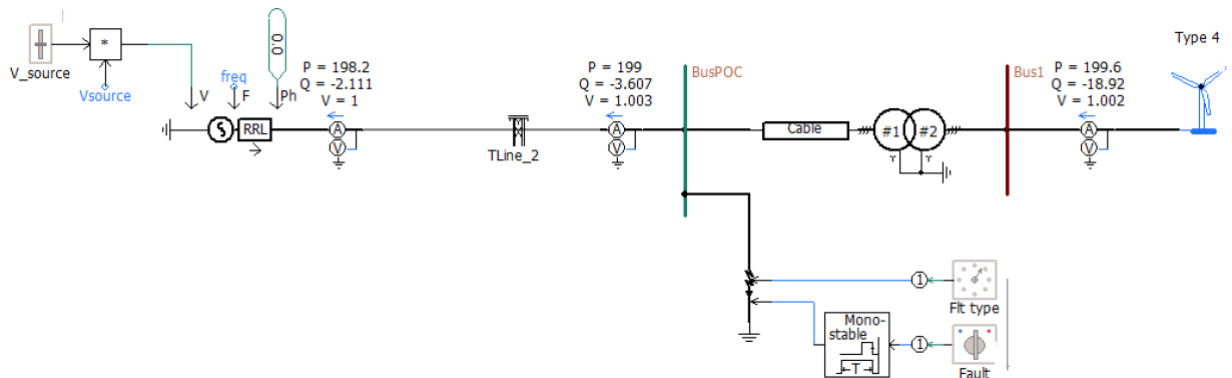 V_source
*
Vsource
V
freq
F
0.0
Ph
RRL
P = 198.2
Q = -2.111
V = 1
A
V
TLine_2
P = 199
Q = -3.607
V = 1.003
A
V
BusPOC
Cable
#1
#2
Bus1
P = 199.6
Q = -18.92
V = 1.002
A
V
Type 4
1
Flt type
Mono-
stable
T
1
Fault